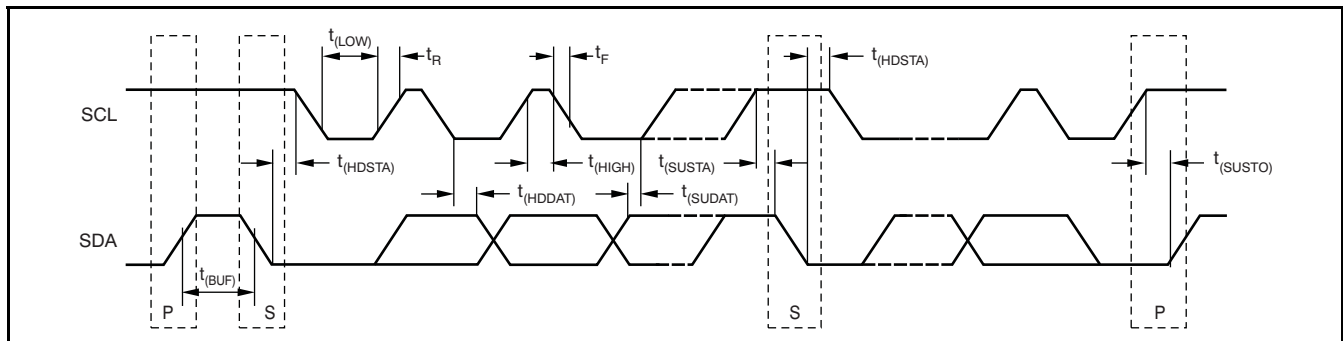 t(LOW)
tR
tF
t(HDSTA)
SCL
t(HDSTA)
t(HIGH)
t(SUSTA)
t(SUSTO)
t(HDDAT)
t(SUDAT)
SDA
t(BUF)
P
S
S
P